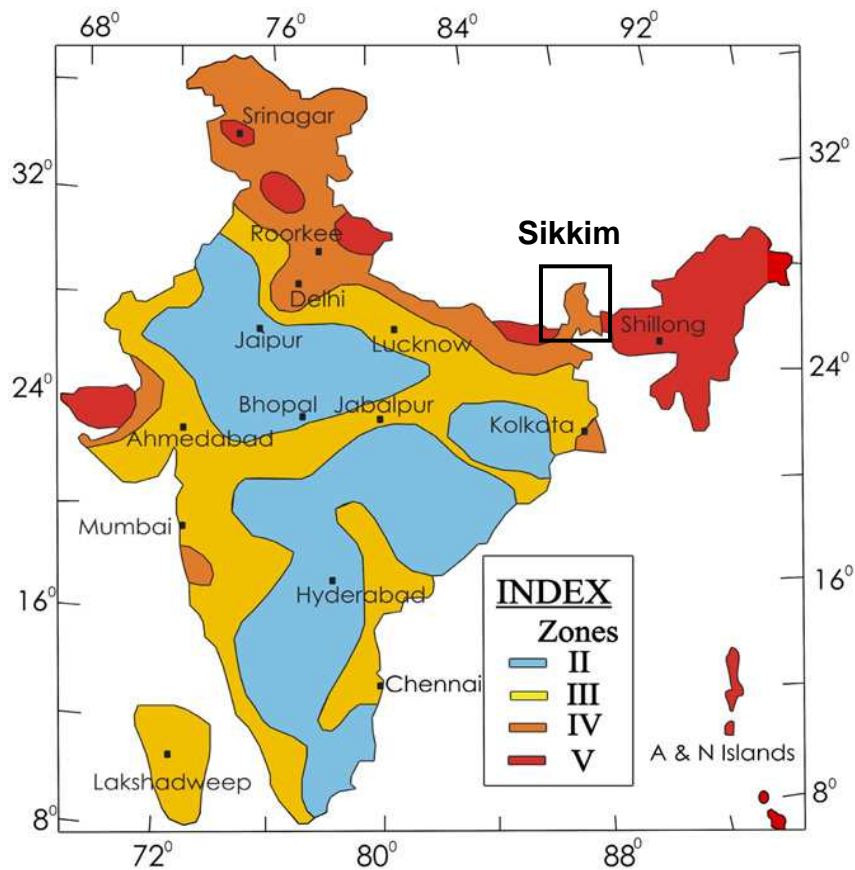 68⁰ 76⁰ 84⁰ 92⁰
Srinagar
32⁰ 32⁰
Roorkee
Sikkim
Delhi
Shillong
Jaipur
Lucknow
24⁰ 24⁰
Bhopal
Jabalpur
Kolkata
Ahmedabad
Mumbai
Hyderabad
16⁰ 16⁰
INDEX
Zones
II
III
IV
V
Chennai
A & N Islands
Lakshadweep
8⁰ 8⁰
72⁰ 80⁰ 88⁰